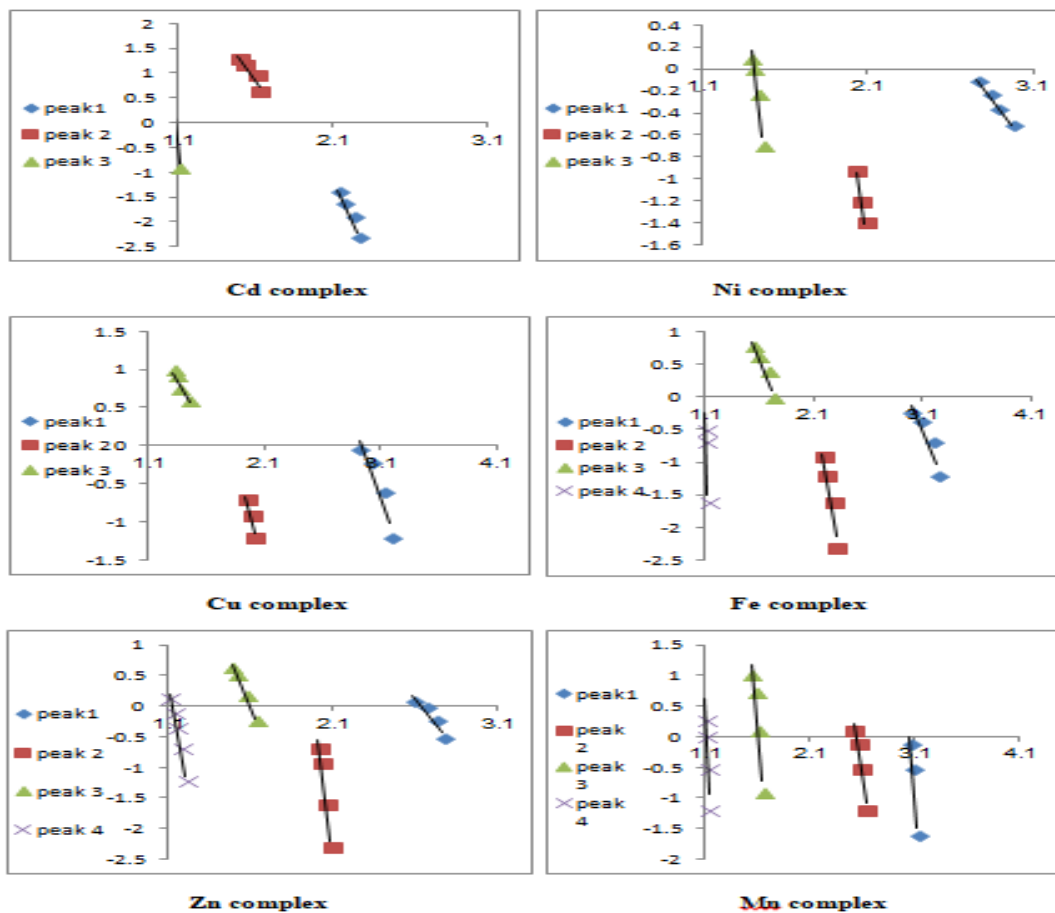 2
1.5
1
0.5
0
-0.5
-1
-1.5
-2
-2.5
1.1 2.1 3.1
peak1
peak 2
peak 3
Cd complex
0.4
0.2
0
-0.2
-0.4
-0.6
-0.8
-1
-1.2
-1.4
-1.6
1.1 2.1 3.1
peak1
peak 2
peak 3
Ni complex
1.5
1
0.5
0
-0.5
-1
-1.5
1.1 2.1 3.1 4.1
peak1
peak 2
peak 3
Cu complex
1
0.5
0
-0.5
-1
-1.5
-2
-2.5
1.1 2.1 3.1 4.1
peak1
peak 2
peak 3
peak 4
Fe complex
1
0.5
0
-0.5
-1
-1.5
-2
-2.5
1.1 2.1 3.1
peak1
peak 2
peak 3
peak 4
Zn complex
1.5
1
0.5
0
-0.5
-1
-1.5
-2
1.1 2.1 3.1 4.1
peak1
peak
2
peak
3
peak
4
Mn complex